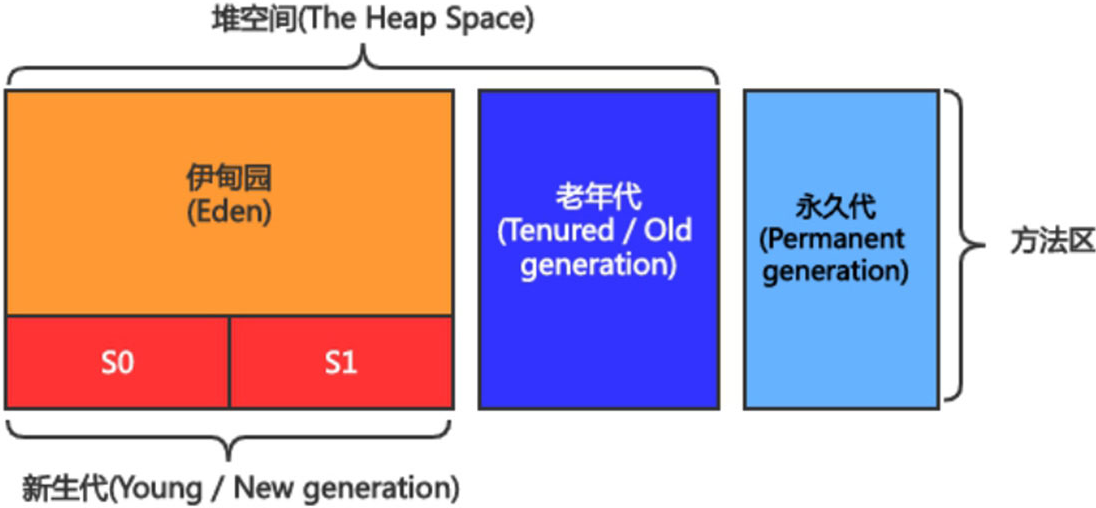 堆空间(The Heap Space)
伊甸园
(Eden)
S0
S1
新生代(Young / New generation)
老年代
(Tenured / Old
generation)
永久代
(Permanent
generation)
方法区